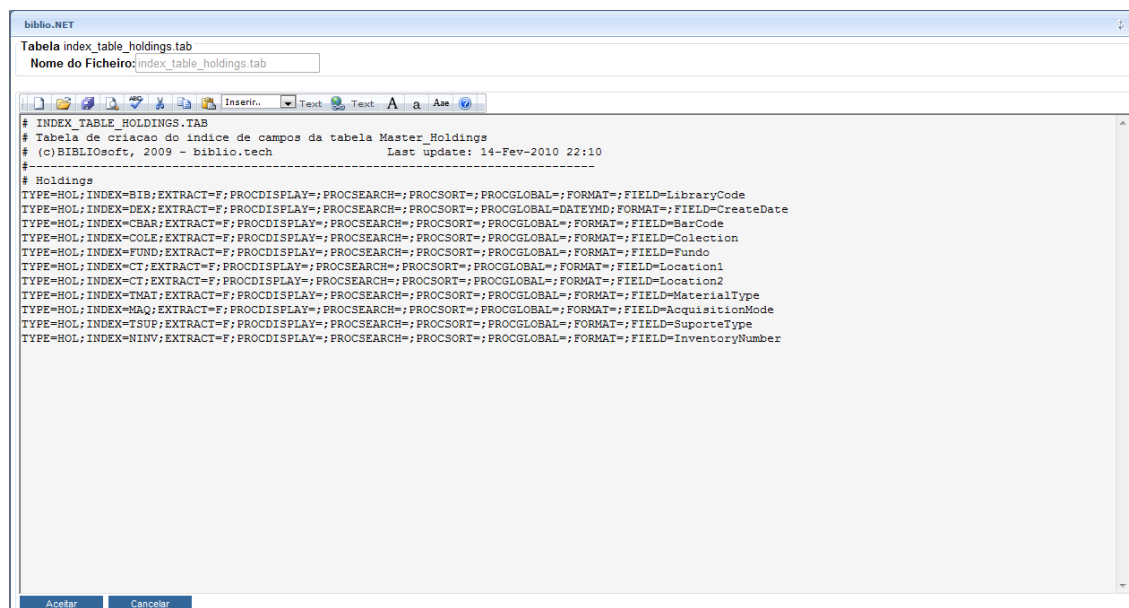 biblio.NET
Tabela index_table_holdings.tab
Nome do Ficheiro: index_table_holdings.tab
ABC Inserir.. Text Text A a Aae ?
# INDEX_TABLE_HOLDINGS.TAB
# Tabela de criacao do indice de campos da tabela Master_Holdings
# (c)BIBLIOsoft, 2009 - biblio.tech Last update: 14-Fev-2010 22:10
#------------------------------------------------------------------------------
# Holdings
TYPE=HOL;INDEX=BIB;EXTRACT=F;PROCDISPLAY=;PROCSEARCH=;PROCSORT=;PROCGLOBAL=;FORMAT=;FIELD=LibraryCode
TYPE=HOL;INDEX=DEX;EXTRACT=F;PROCDISPLAY=;PROCSEARCH=;PROCSORT=;PROCGLOBAL=DATEYMD;FORMAT=;FIELD=CreateDate
TYPE=HOL;INDEX=CBAR;EXTRACT=F;PROCDISPLAY=;PROCSEARCH=;PROCSORT=;PROCGLOBAL=;FORMAT=;FIELD=BarCode
TYPE=HOL;INDEX=COLE;EXTRACT=F;PROCDISPLAY=;PROCSEARCH=;PROCSORT=;PROCGLOBAL=;FORMAT=;FIELD=Colection
TYPE=HOL;INDEX=FUND;EXTRACT=F;PROCDISPLAY=;PROCSEARCH=;PROCSORT=;PROCGLOBAL=;FORMAT=;FIELD=Fundo
TYPE=HOL;INDEX=CT;EXTRACT=F;PROCDISPLAY=;PROCSEARCH=;PROCSORT=;PROCGLOBAL=;FORMAT=;FIELD=Location1
TYPE=HOL;INDEX=CT;EXTRACT=F;PROCDISPLAY=;PROCSEARCH=;PROCSORT=;PROCGLOBAL=;FORMAT=;FIELD=Location2
TYPE=HOL;INDEX=TMAT;EXTRACT=F;PROCDISPLAY=;PROCSEARCH=;PROCSORT=;PROCGLOBAL=;FORMAT=;FIELD=MaterialType
TYPE=HOL;INDEX=MAQ;EXTRACT=F;PROCDISPLAY=;PROCSEARCH=;PROCSORT=;PROCGLOBAL=;FORMAT=;FIELD=AcquisitionMode
TYPE=HOL;INDEX=TSUP;EXTRACT=F;PROCDISPLAY=;PROCSEARCH=;PROCSORT=;PROCGLOBAL=;FORMAT=;FIELD=SuporteType
TYPE=HOL;INDEX=NINV;EXTRACT=F;PROCDISPLAY=;PROCSEARCH=;PROCSORT=;PROCGLOBAL=;FORMAT=;FIELD=InventoryNumber
Aceitar Cancelar